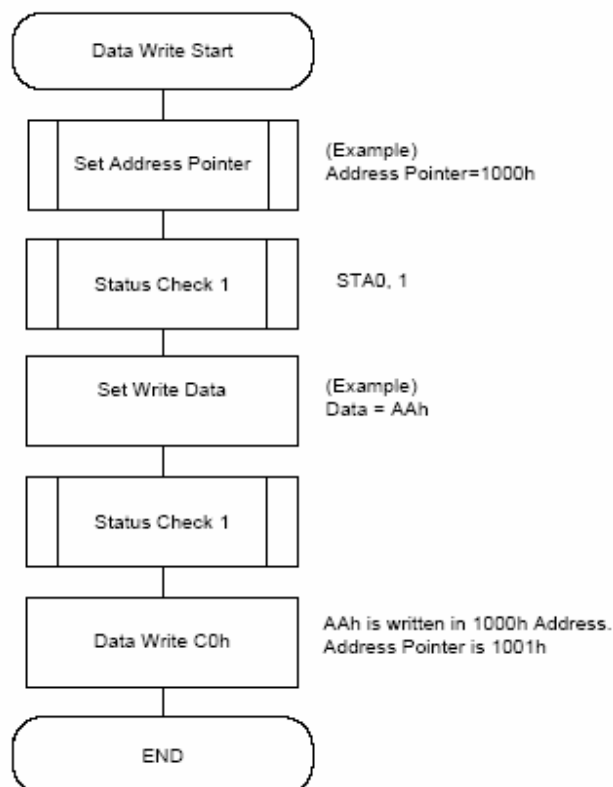 Data Write Start
Set Address Pointer
(Example)
Address Pointer=1000h
Status Check 1
STA0, 1
Set Write Data
(Example)
Data = AAh
Status Check 1
Data Write C0h
AAh is written in 1000h Address.
Address Pointer is 1001h
END